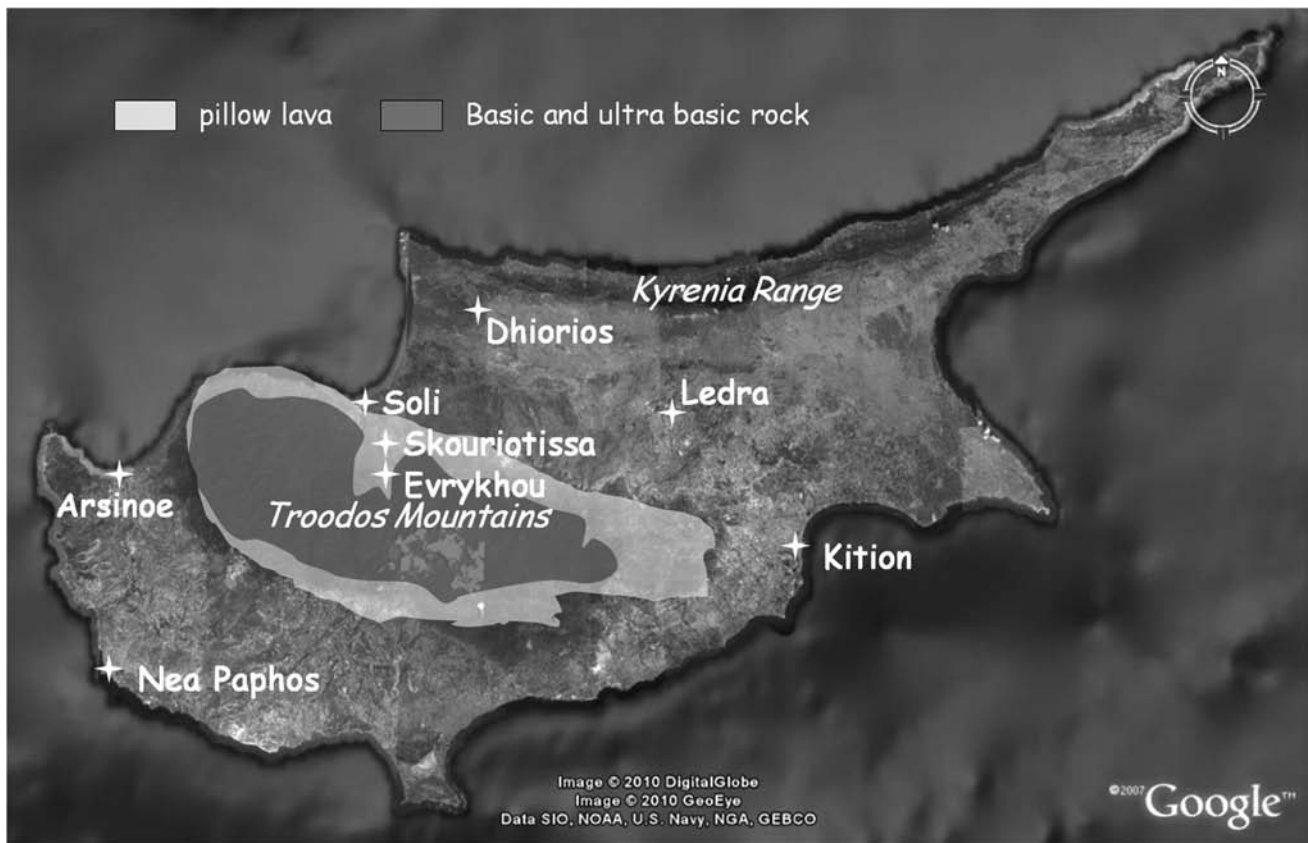 N
pillow lava
Basic and ultra basic rock
Kyrenia Range
Dhiorios
Ledra
Soli
Skouriotissa
Evrykhou
Arsinoe
Troodos Mountains
Kition
Nea Paphos
Image © 2010 DigitalGlobe
Image © 2010 GeoEye
Data SIO, NOAA, U.S. Navy, NGA, GEBCO
©2007 Google™